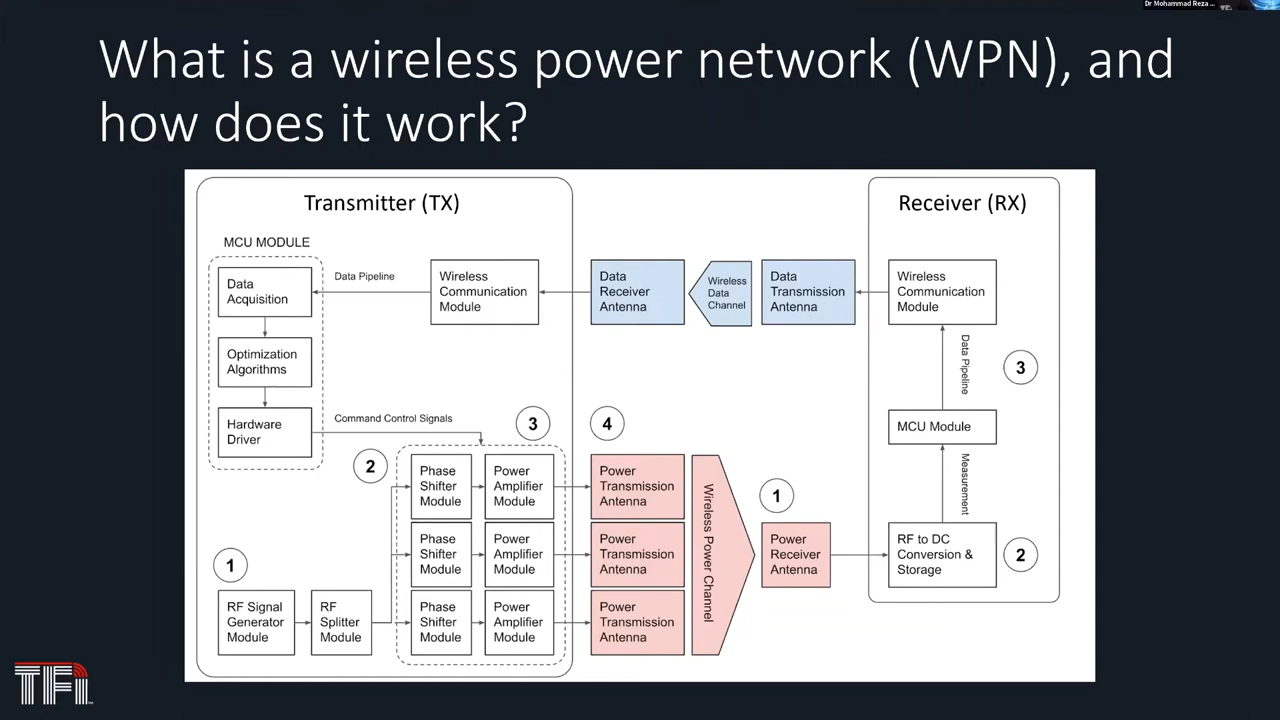 Dr Mohammad Reza ...
What is a wireless power network (WPN), and
how does it work?
Transmitter (TX)
Receiver (RX)
MCU MODULE
Data
Acquisition
Data Pipeline
Wireless
Communication
Module
Data
Receiver
Antenna
Wireless
Data
Channel
Data
Transmission
Antenna
Wireless
Communication
Module
Optimization
Algorithms
Data Pipeline
3
Hardware
Driver
Command Control Signals
3
4
MCU Module
2
Phase
Shifter
Module
Power
Amplifier
Module
Power
Transmission
Antenna
Wireless Power Channel
1
Measurement
Phase
Shifter
Module
Power
Amplifier
Module
Power
Transmission
Antenna
Power
Receiver
Antenna
RF to DC
Conversion &
Storage
2
1
RF Signal
Generator
Module
RF
Splitter
Module
Phase
Shifter
Module
Power
Amplifier
Module
Power
Transmission
Antenna
TFi